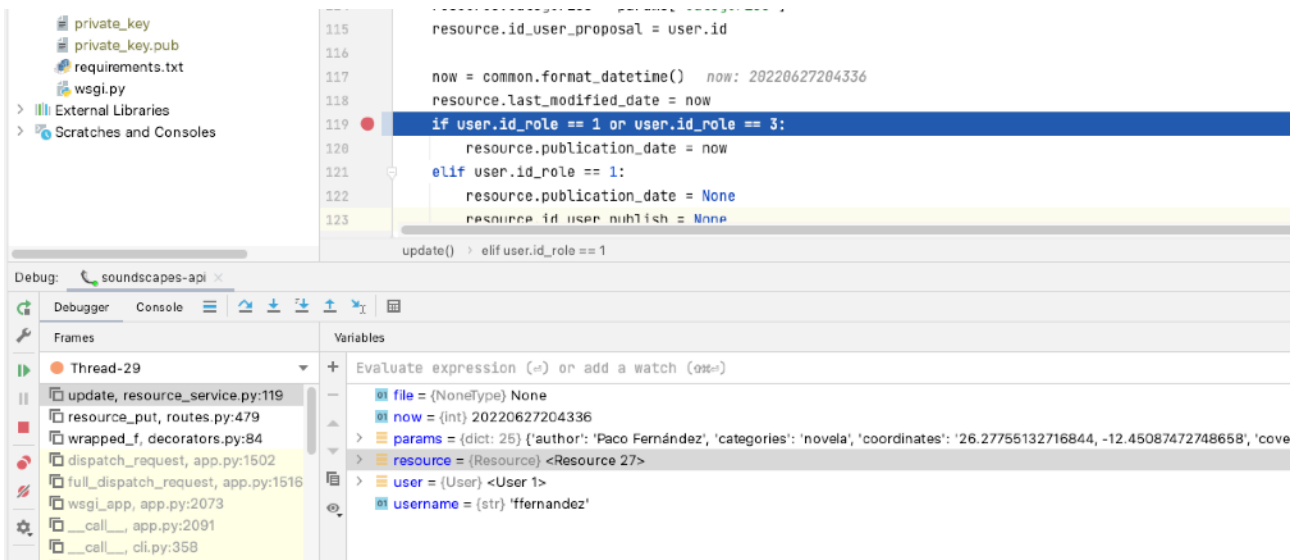 private_key
private_key.pub
requirements.txt
wsgi.py
External Libraries
Scratches and Consoles
115 resource.id_user_proposal = user.id
116
117 now = common.format_datetime() now: 20220627204336
118 resource.last_modified_date = now
119 if user.id_role == 1 or user.id_role == 3:
120 resource.publication_date = now
121 elif user.id_role == 1:
122 resource.publication_date = None
123 resource.id_user_publish = None
update() > elif user.id_role == 1
Debug: soundscapes-api
Debugger Console
Frames Variables
Thread-29
Evaluate expression (⏎) or add a watch (⇧⌘⏎)
update, resource_service.py:119
resource_put, routes.py:479
wrapped_f, decorators.py:84
dispatch_request, app.py:1502
full_dispatch_request, app.py:1516
wsgi_app, app.py:2073
__call__, app.py:2091
__call__, cli.py:358
file = {NoneType} None
now = {int} 20220627204336
params = {dict: 25} {'author': 'Paco Fernández', 'categories': 'novela', 'coordinates': '26.27755132716844, -12.45087472748658', 'cove
resource = {Resource} <Resource 27>
user = {User} <User 1>
username = {str} 'ffernandez'